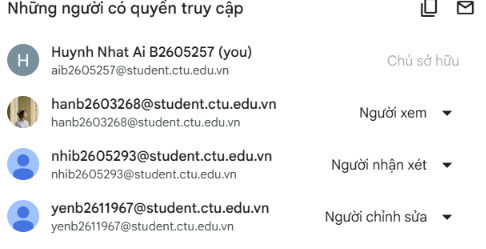 Những người có quyền truy cập
H
Huynh Nhat Ai B2605257 (you)
aib2605257@student.ctu.edu.vn
Chủ sở hữu
hanb2603268@student.ctu.edu.vn
hanb2603268@student.ctu.edu.vn
Người xem
nhib2605293@student.ctu.edu.vn
nhib2605293@student.ctu.edu.vn
Người nhận xét
yenb2611967@student.ctu.edu.vn
yenb2611967@student.ctu.edu.vn
Người chỉnh sửa